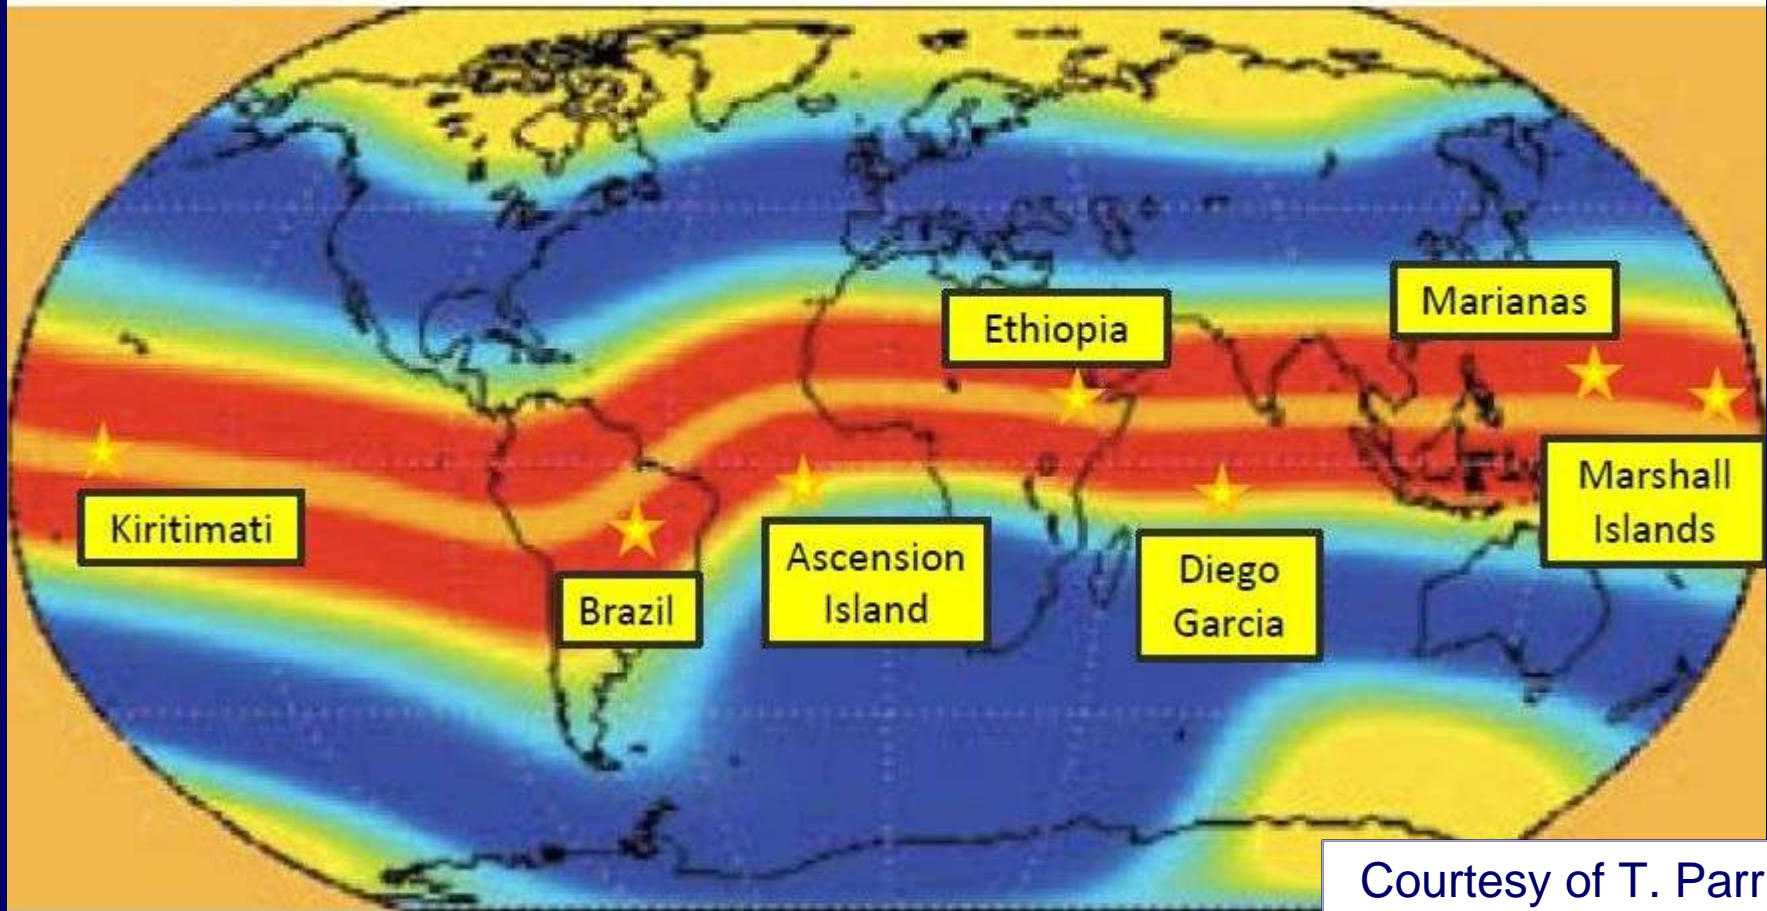 Marianas
Ethiopia
Kiritimati
Brazil
Ascension
Island
Diego
Garcia
Marshall
Islands
Courtesy of T. Parr